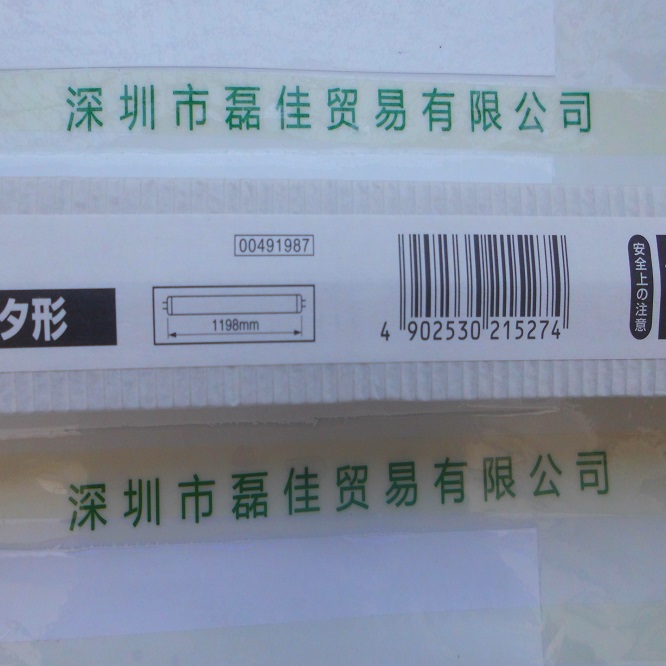 深圳市磊佳贸易有限公司
00491987
タ形
1198mm
4 902530 215274
安全上の注意
深圳市磊佳贸易有限公司